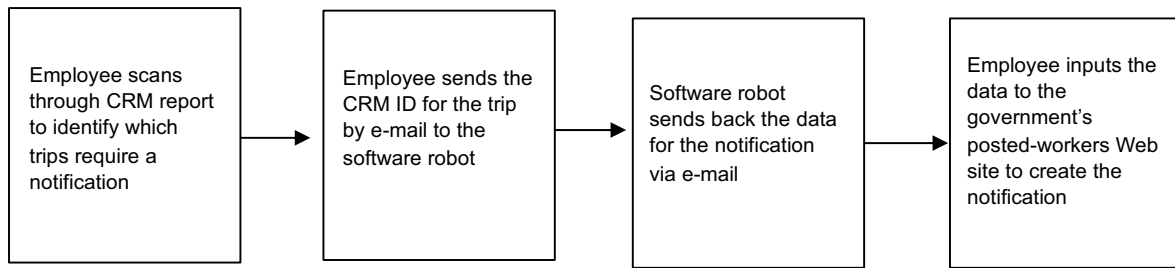 Employee scans
through CRM report
to identify which
trips require a
notification
Employee sends the
CRM ID for the trip
by e-mail to the
software robot
Software robot
sends back the data
for the notification
via e-mail
Employee inputs the
data to the
government’s
posted-workers Web
site to create the
notification